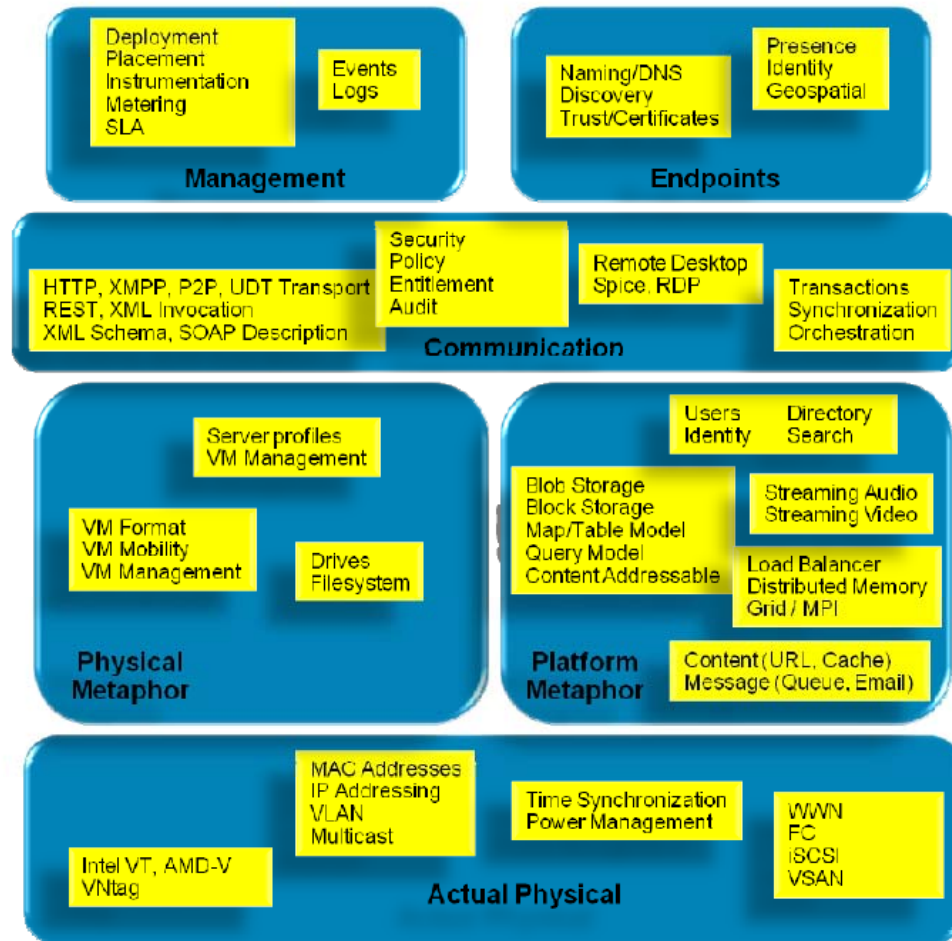 Deployment
Placement
Instrumentation
Metering
SLA
Events
Logs
Management
Naming/DNS
Discovery
Trust/Certificates
Presence
Identity
Geospatial
Endpoints
HTTP, XMPP, P2P, UDT Transport
REST, XML Invocation
XML Schema, SOAP Description
Security
Policy
Entitlement
Audit
Remote Desktop
Spice, RDP
Transactions
Synchronization
Orchestration
Communication
Server profiles
VM Management
VM Format
VM Mobility
VM Management
Drives
Filesystem
Physical
Metaphor
Users Directory
Identity Search
Blob Storage
Block Storage
Map/Table Model
Query Model
Content Addressable
Streaming Audio
Streaming Video
Load Balancer
Distributed Memory
Grid / MPI
Content (URL, Cache)
Message (Queue, Email)
Platform
Metaphor
MAC Addresses
IP Addressing
VLAN
Multicast
Time Synchronization
Power Management
WWN
FC
iSCSI
VSAN
Intel VT, AMD-V
VNtag
Actual Physical